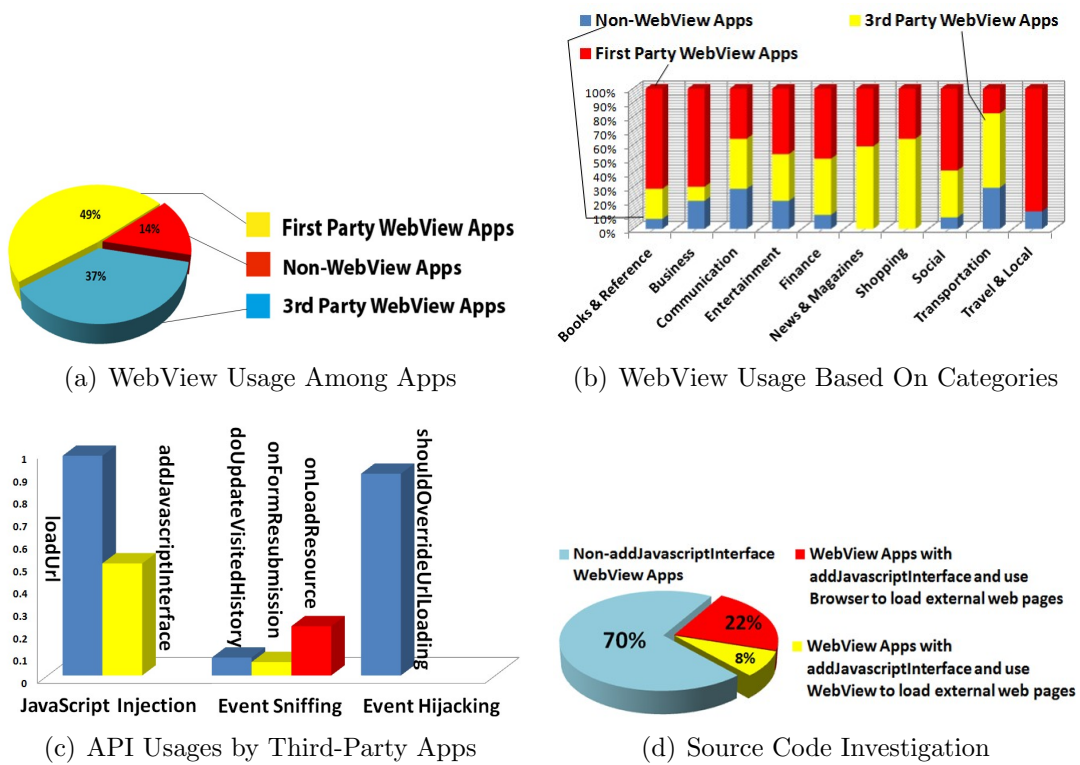 49%
14%
37%
First Party WebView Apps
Non-WebView Apps
3rd Party WebView Apps
(a) WebView Usage Among Apps
Non-WebView Apps
3rd Party WebView Apps
First Party WebView Apps
100%
90%
80%
70%
60%
50%
40%
30%
20%
10%
0%
Books & Reference
Business
Communication
Entertainment
Finance
News & Magazines
Shopping
Social
Transportation
Travel & Local
(b) WebView Usage Based On Categories
1
0.9
0.8
0.7
0.6
0.5
0.4
0.3
0.2
0.1
0
loadUrl
addJavascriptInterface
doUpdateVisitedHistory
onFormResubmission
onLoadResource
shouldOverrideUrlLoading
JavaScript Injection
Event Sniffing
Event Hijacking
(c) API Usages by Third-Party Apps
Non-addJavascriptInterface
WebView Apps
WebView Apps with
addJavascriptInterface and use
Browser to load external web pages
WebView Apps with
addJavascriptInterface and use
WebView to load external web pages
70%
22%
8%
(d) Source Code Investigation